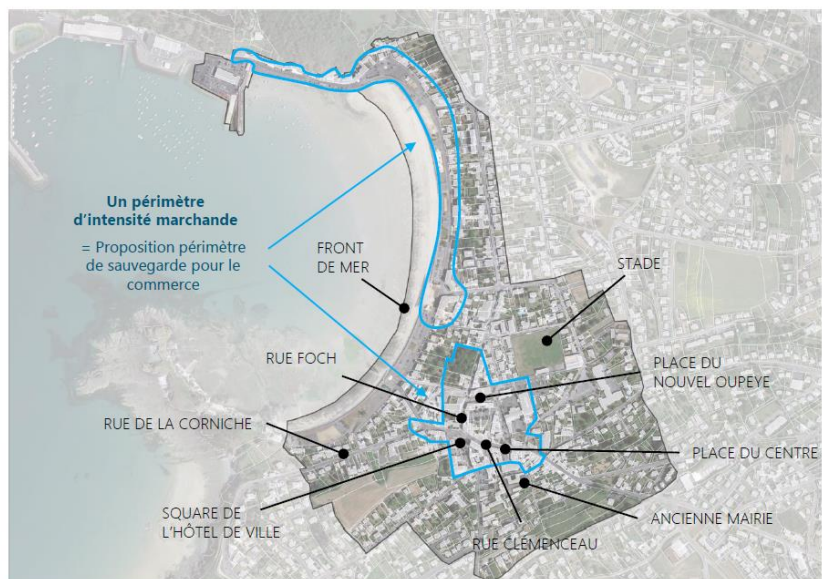 Un périmètre
d'intensité marchande
= Proposition périmètre
de sauvegarde pour le
commerce
FRONT
DE MER
STADE
RUE FOCH
PLACE DU
NOUVEL OUPEYE
RUE DE LA CORNICHE
PLACE DU CENTRE
SQUARE DE
L'HÔTEL DE VILLE
ANCIENNE MAIRIE
RUE CLÉMENCEAU